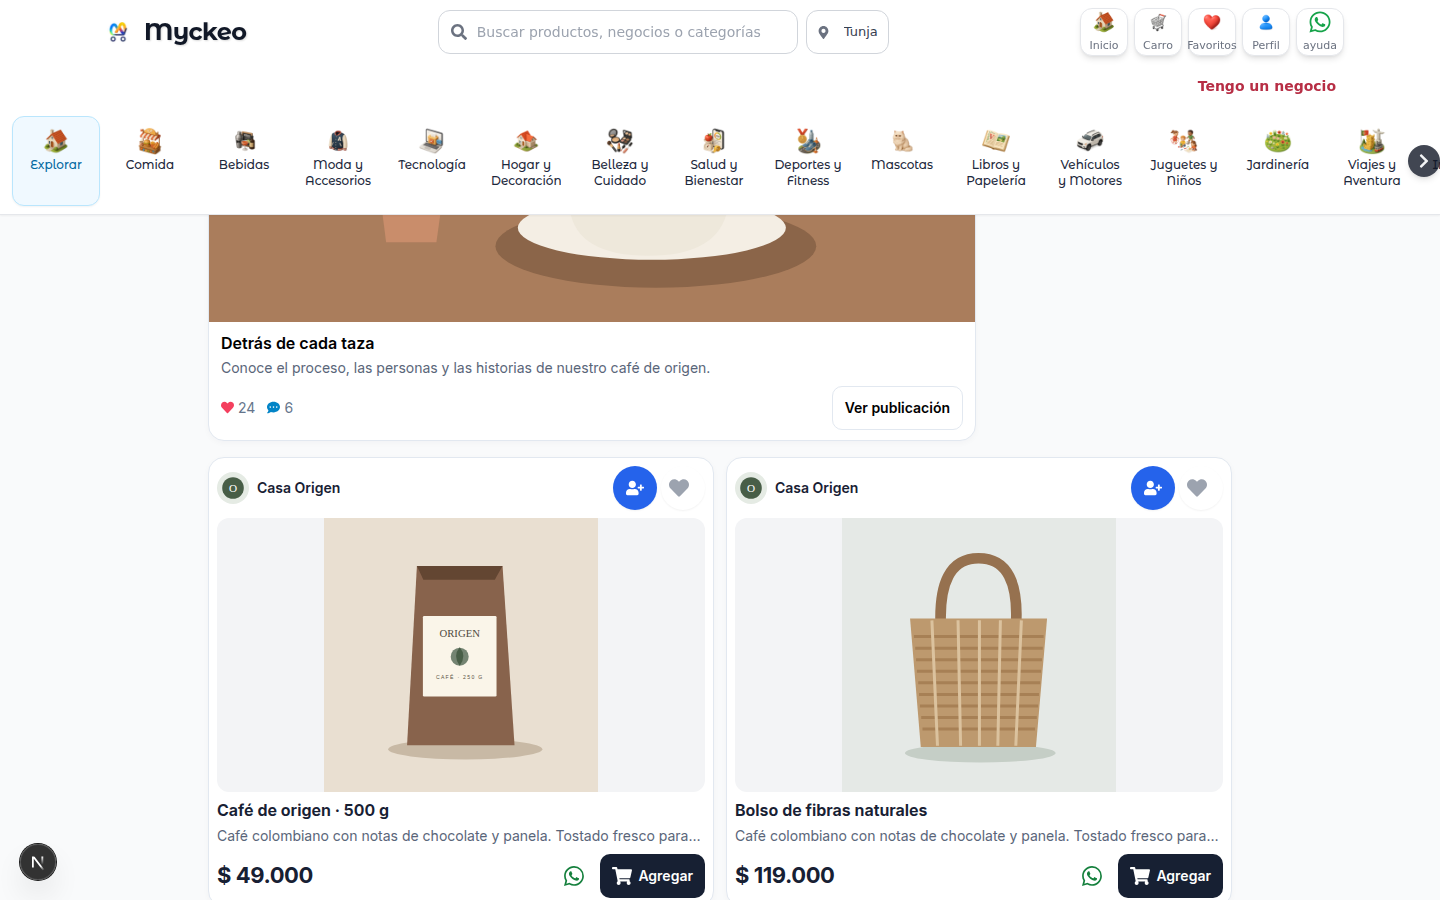 Myckeo
Buscar productos, negocios o categorías
Tunja
Inicio
Carro
Favoritos
Perfil
ayuda
Tengo un negocio
Explorar
Comida
Bebidas
Moda y
Accesorios
Tecnología
Hogar y
Decoración
Belleza y
Cuidado
Salud y
Bienestar
Deportes y
Fitness
Mascotas
Libros y
Papelería
Vehículos
y Motores
Juguetes y
Niños
Jardinería
Viajes y
Aventura
Detrás de cada taza
Conoce el proceso, las personas y las historias de nuestro café de origen.
24
6
Ver publicación
O
Casa Origen
ORIGEN
CAFÉ · 250 G
Café de origen · 500 g
Café colombiano con notas de chocolate y panela. Tostado fresco para...
$ 49.000
Agregar
O
Casa Origen
Bolso de fibras naturales
Café colombiano con notas de chocolate y panela. Tostado fresco para...
$ 119.000
Agregar
N